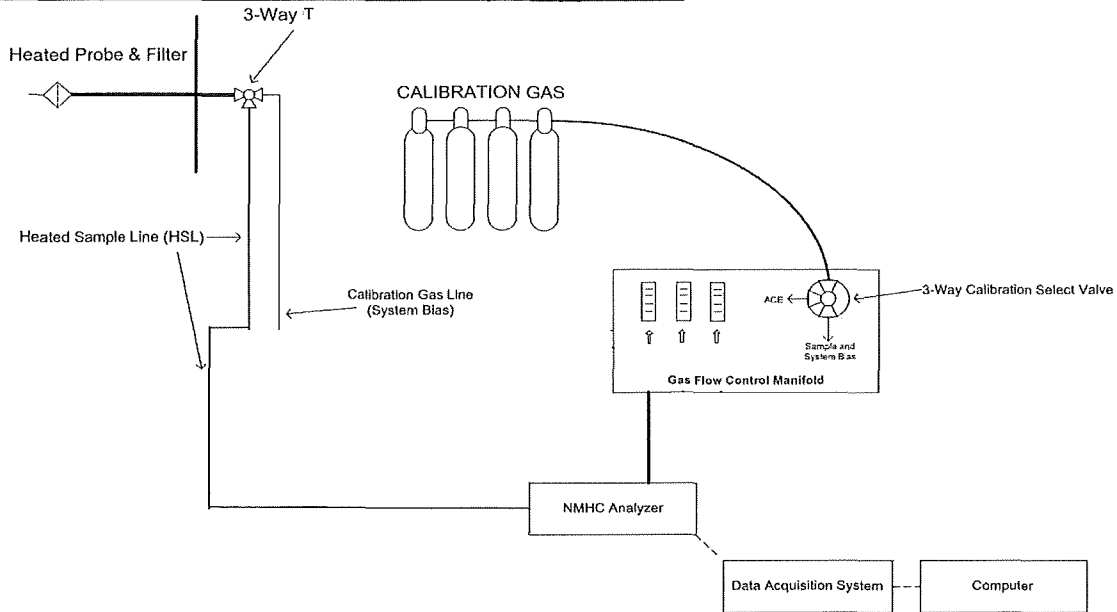 3-Way T
Heated Probe & Filter
CALIBRATION GAS
Heated Sample Line (HSL)
Calibration Gas Line
(System Bias)
ACE
3-Way Calibration Select Valve
Sample and
System Bias
Gas Flow Control Manifold
NMHC Analyzer
Data Acquisition System
Computer